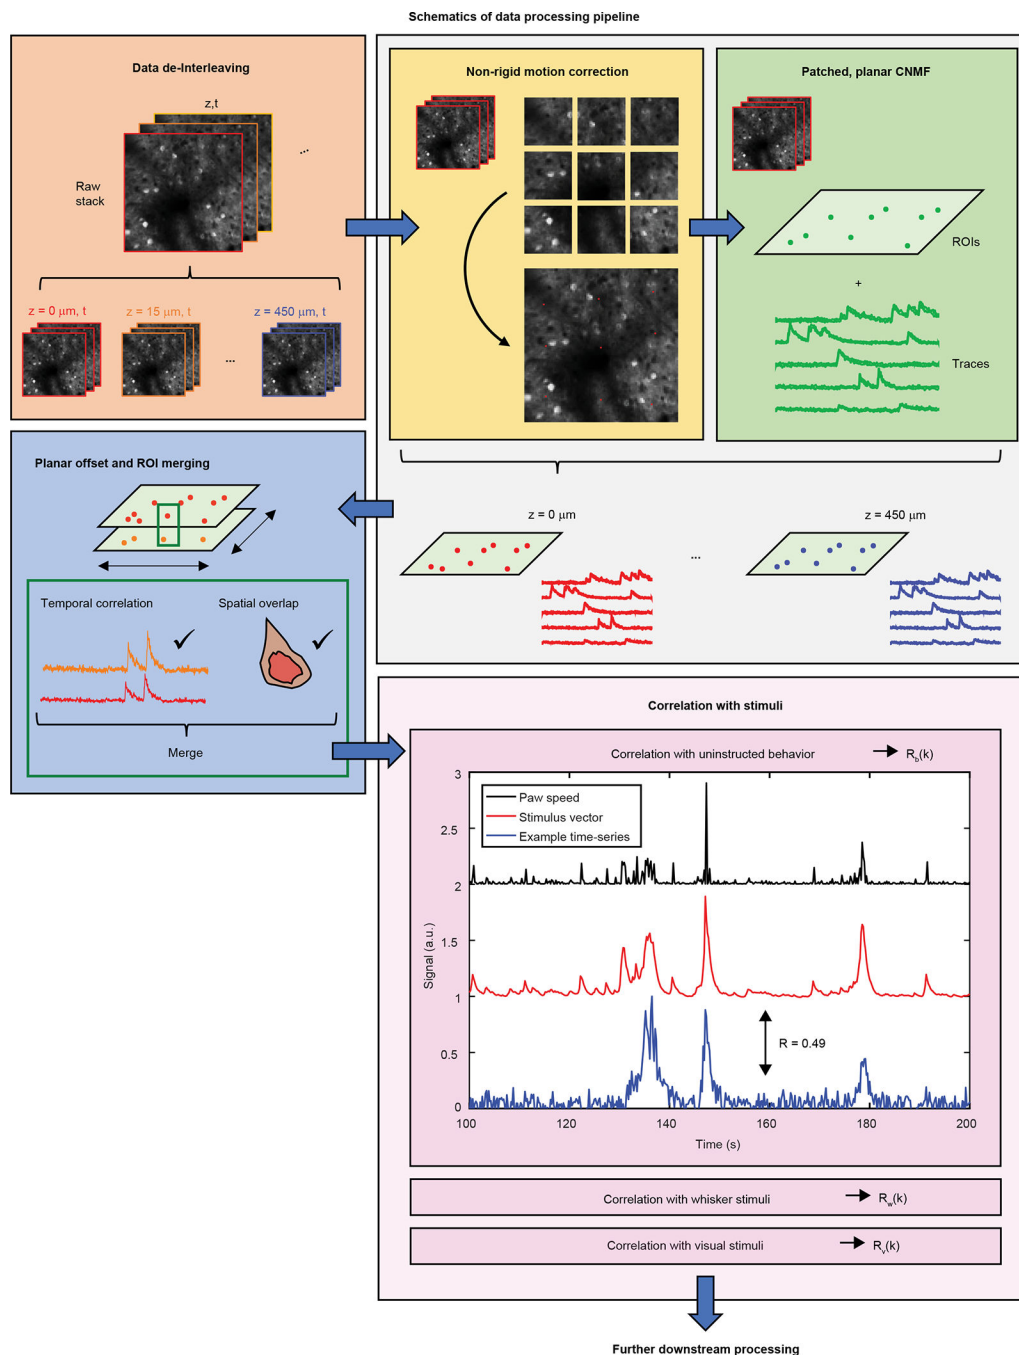 Schematics of data processing pipeline
Data de-Interleaving
z,t
...
Raw
stack
z = 0 μm, t
z = 15 μm, t
z = 450 μm, t
...
Non-rigid motion correction
Patched, planar CNMF
ROIs
+
Traces
z = 0 μm
...
z = 450 μm
Planar offset and ROI merging
Temporal correlation
Spatial overlap
Merge
Correlation with stimuli
Correlation with uninstructed behavior
R_b(k)
Paw speed
Stimulus vector
Example time-series
3
2.5
2
1.5
1
0.5
0
Signal (a.u.)
R = 0.49
100
120
140
160
180
200
Time (s)
Correlation with whisker stimuli
R_w(k)
Correlation with visual stimuli
R_v(k)
Further downstream processing